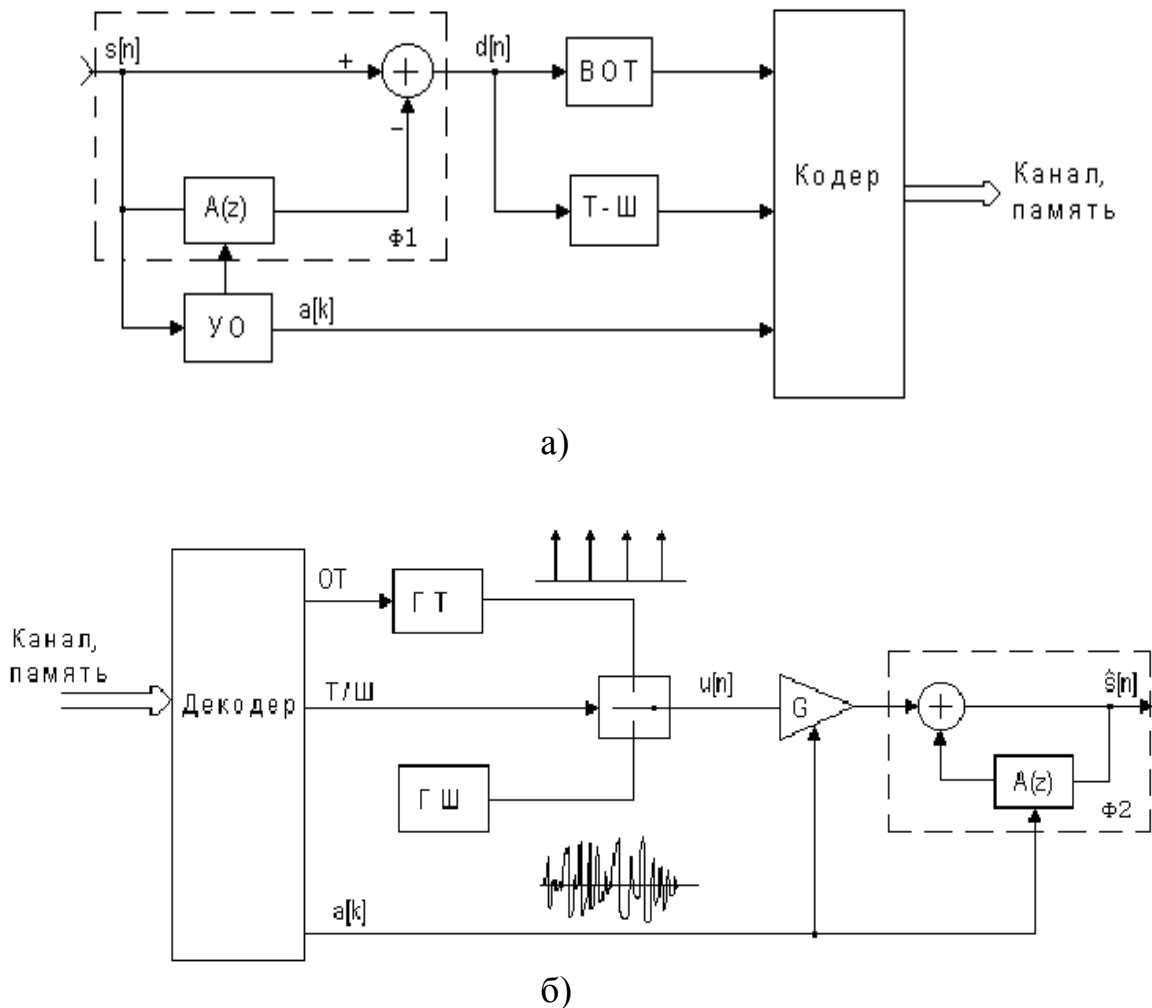 s[n]
+
d[n]
ВОТ
+
−
Кодер
Канал,
память
A(z)
Т-Ш
Ф1
УО
a[k]
а)
ОТ
ГТ
Канал,
память
Декодер
Т/Ш
u[n]
G
+
ŝ[n]
ГШ
A(z)
Ф2
a[k]
б)